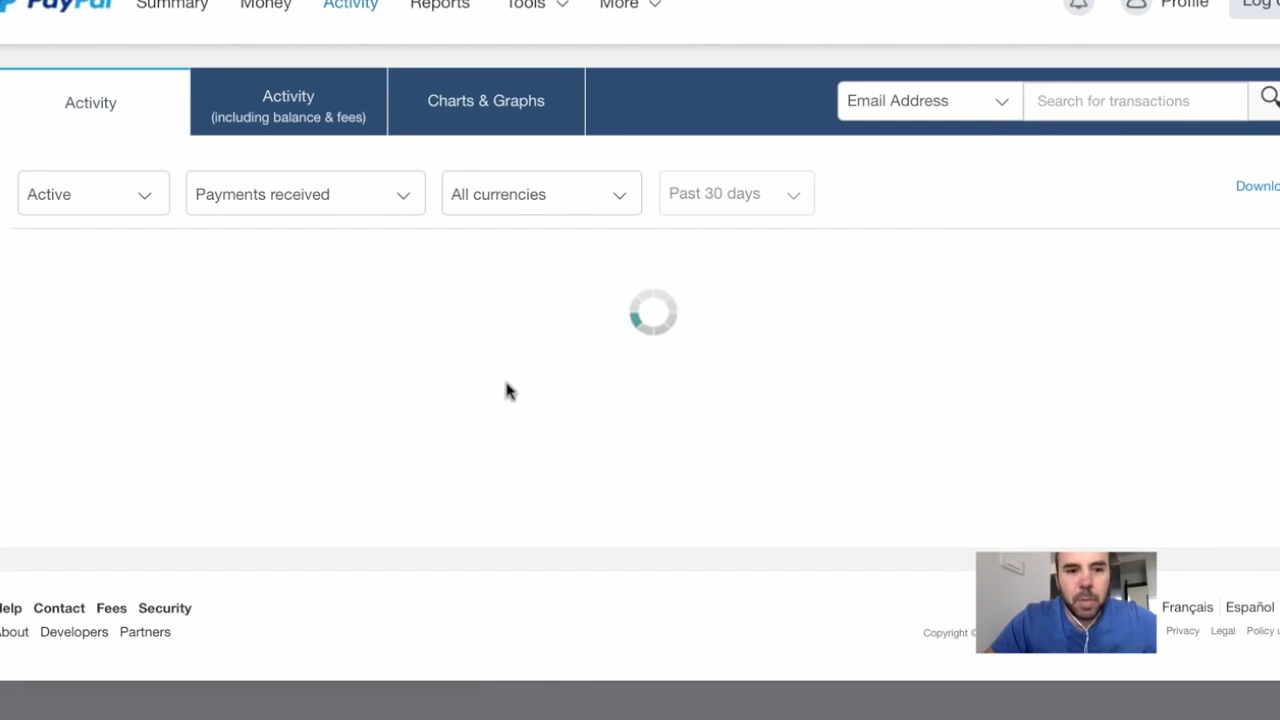 PayPal Summary Money Activity Reports Tools More Profile Log
Activity
Activity
(including balance & fees)
Charts & Graphs
Email Address
Search for transactions
Active
Payments received
All currencies
Past 30 days
Downlo
Help Contact Fees Security
About Developers Partners
Français Español
Copyright ©
Privacy Legal Policy u